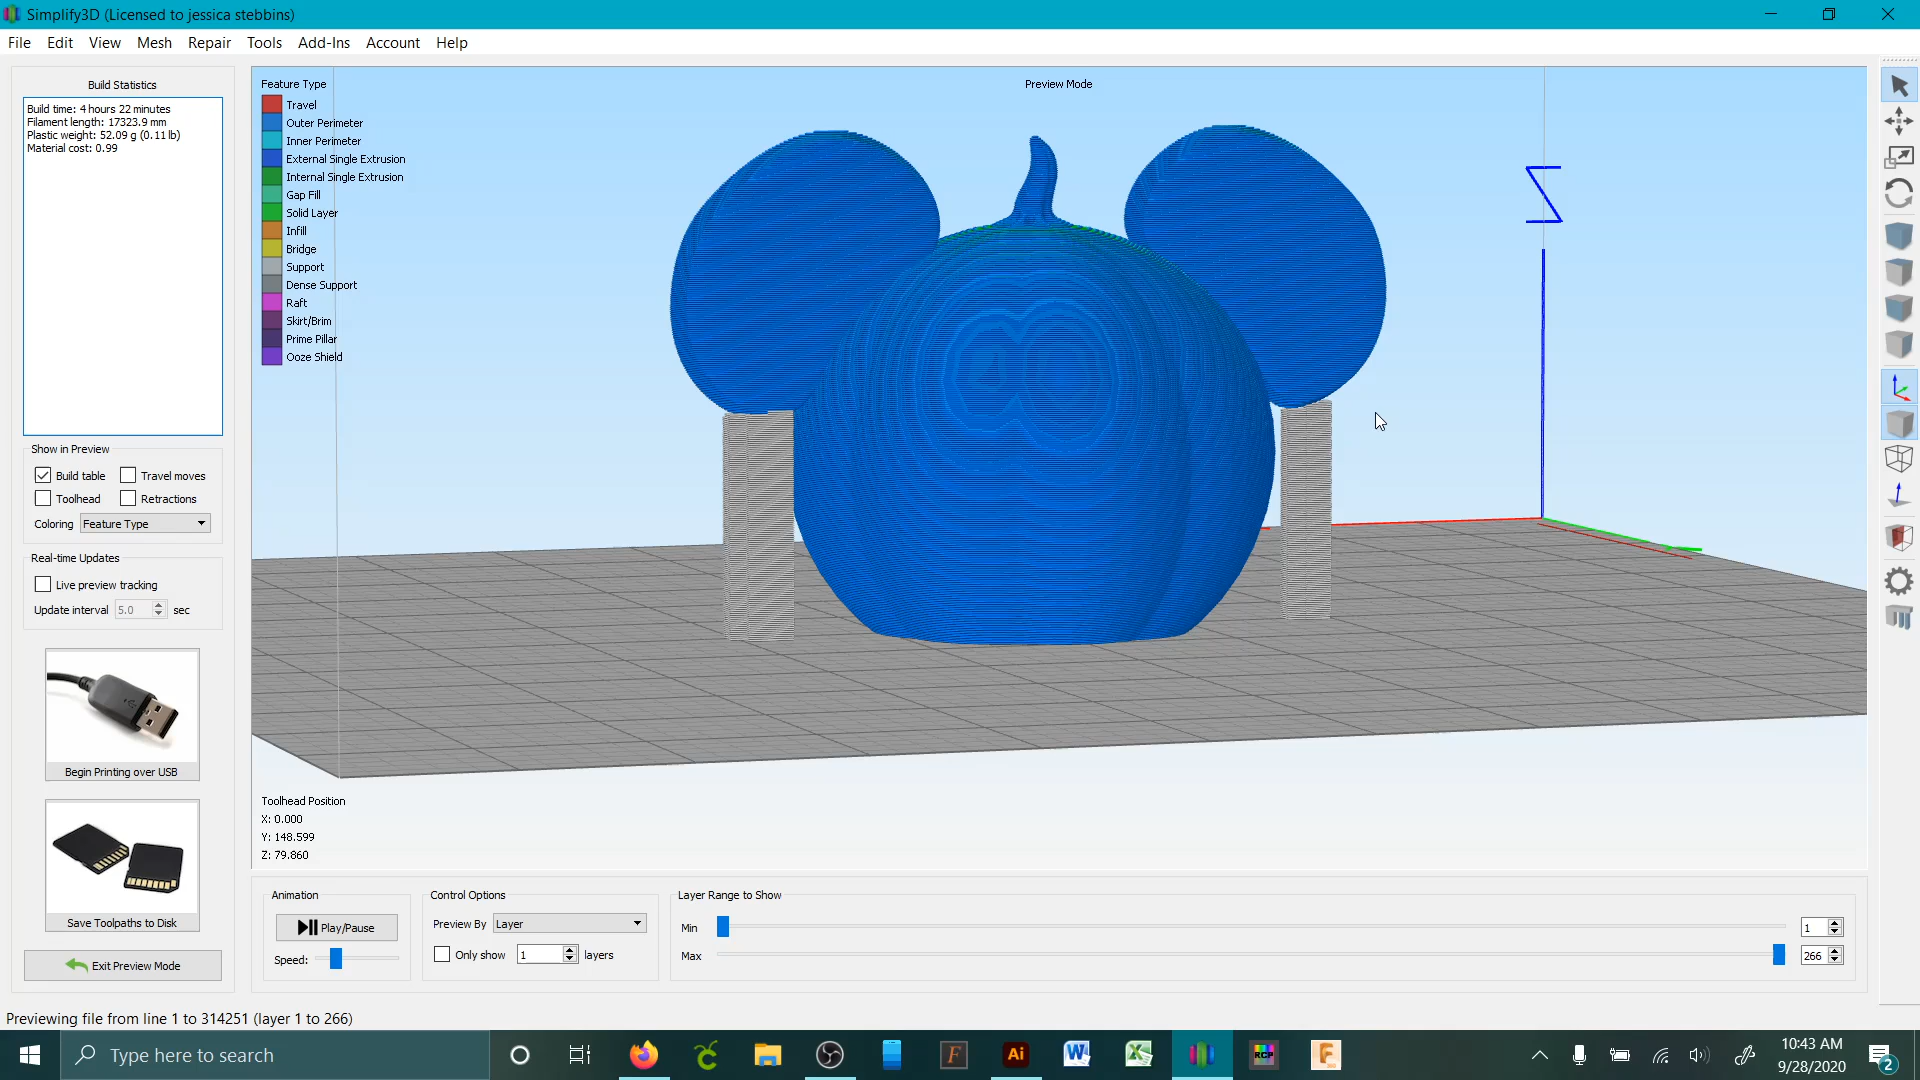 Simplify3D (Licensed to jessica stebbins)
File Edit View Mesh Repair Tools Add-Ins Account Help
Build Statistics
Build time: 4 hours 22 minutes
Filament length: 17323.9 mm
Plastic weight: 52.09 g (0.11 lb)
Material cost: 0.99
Show in Preview
Build table Travel moves
Toolhead Retractions
Coloring Feature Type
Real-time Updates
Live preview tracking
Update interval 5.0 sec
Begin Printing over USB
Save Toolpaths to Disk
Exit Preview Mode
Feature Type
Travel
Outer Perimeter
Inner Perimeter
External Single Extrusion
Internal Single Extrusion
Gap Fill
Solid Layer
Infill
Bridge
Support
Dense Support
Raft
Skirt/Brim
Prime Pillar
Ooze Shield
Preview Mode
Z
Toolhead Position
X: 0.000
Y: 148.599
Z: 79.860
Animation
Play/Pause
Speed:
Control Options
Preview By Layer
Only show 1 layers
Layer Range to Show
Min 1
Max 266
Previewing file from line 1 to 314251 (layer 1 to 266)
Type here to search
F
Ai
W
X
RCP
F
10:43 AM
9/28/2020
2